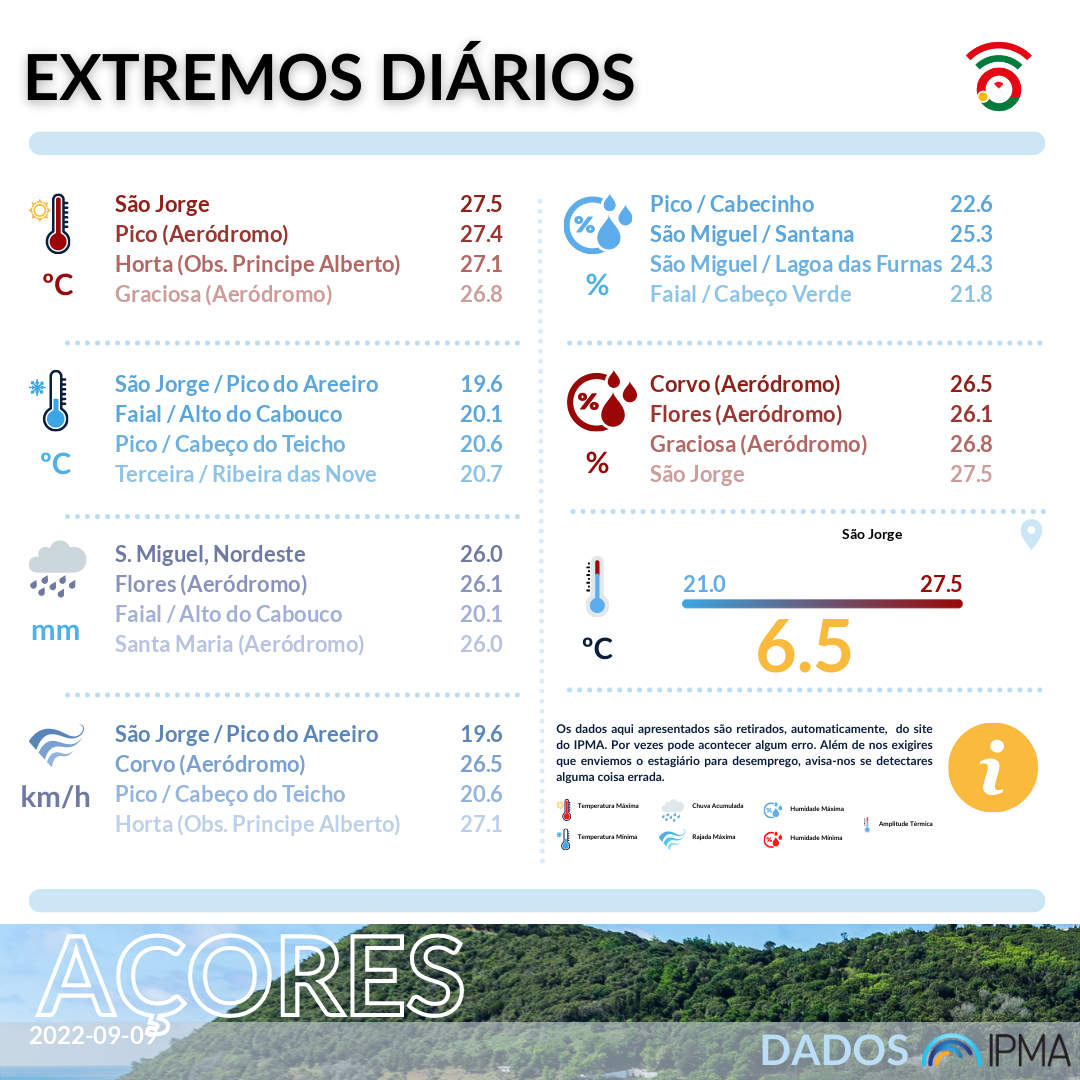 EXTREMOS DIÁRIOS
ºC
São Jorge 27.5
Pico (Aeródromo) 27.4
Horta (Obs. Principe Alberto) 27.1
Graciosa (Aeródromo) 26.8
ºC
São Jorge / Pico do Areeiro 19.6
Faial / Alto do Cabouco 20.1
Pico / Cabeço do Teicho 20.6
Terceira / Ribeira das Nove 20.7
mm
S. Miguel, Nordeste 26.0
Flores (Aeródromo) 26.1
Faial / Alto do Cabouco 20.1
Santa Maria (Aeródromo) 26.0
km/h
São Jorge / Pico do Areeiro 19.6
Corvo (Aeródromo) 26.5
Pico / Cabeço do Teicho 20.6
Horta (Obs. Principe Alberto) 27.1
%
%
Pico / Cabecinho 22.6
São Miguel / Santana 25.3
São Miguel / Lagoa das Furnas 24.3
Faial / Cabeço Verde 21.8
%
%
Corvo (Aeródromo) 26.5
Flores (Aeródromo) 26.1
Graciosa (Aeródromo) 26.8
São Jorge 27.5
São Jorge
21.0 27.5
ºC
6.5
Os dados aqui apresentados são retirados, automaticamente, do site
do IPMA. Por vezes pode acontecer algum erro. Além de nos exigires
que enviemos o estagiário para desemprego, avisa-nos se detectares
alguma coisa errada.
i
Temperatura Máxima
Chuva Acumulada
Humidade Máxima
Amplitude Térmica
Temperatura Mínima
Rajada Máxima
Humidade Mínima
AÇORES
2022-09-09
DADOS IPMA